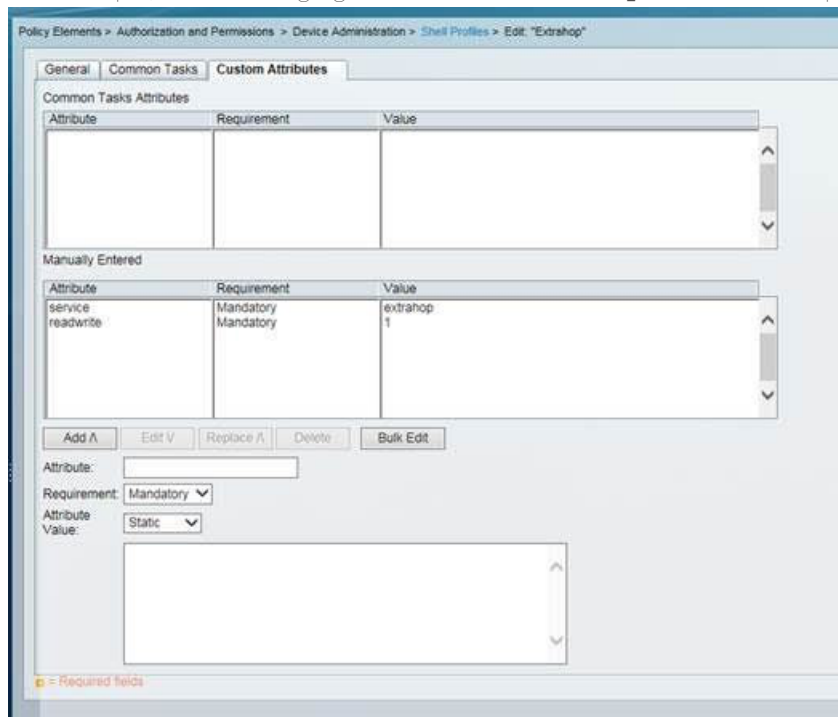 Policy Elements > Authorization and Permissions > Device Administration > Shell Profiles > Edit: "Extrahop"
General Common Tasks Custom Attributes
Common Tasks Attributes
Attribute Requirement Value
Manually Entered
Attribute Requirement Value
service Mandatory extrahop
readwrite Mandatory 1
Add /\ Edit V Replace /\ Delete Bulk Edit
Attribute:
Requirement: Mandatory
Attribute Value: Static
= Required fields